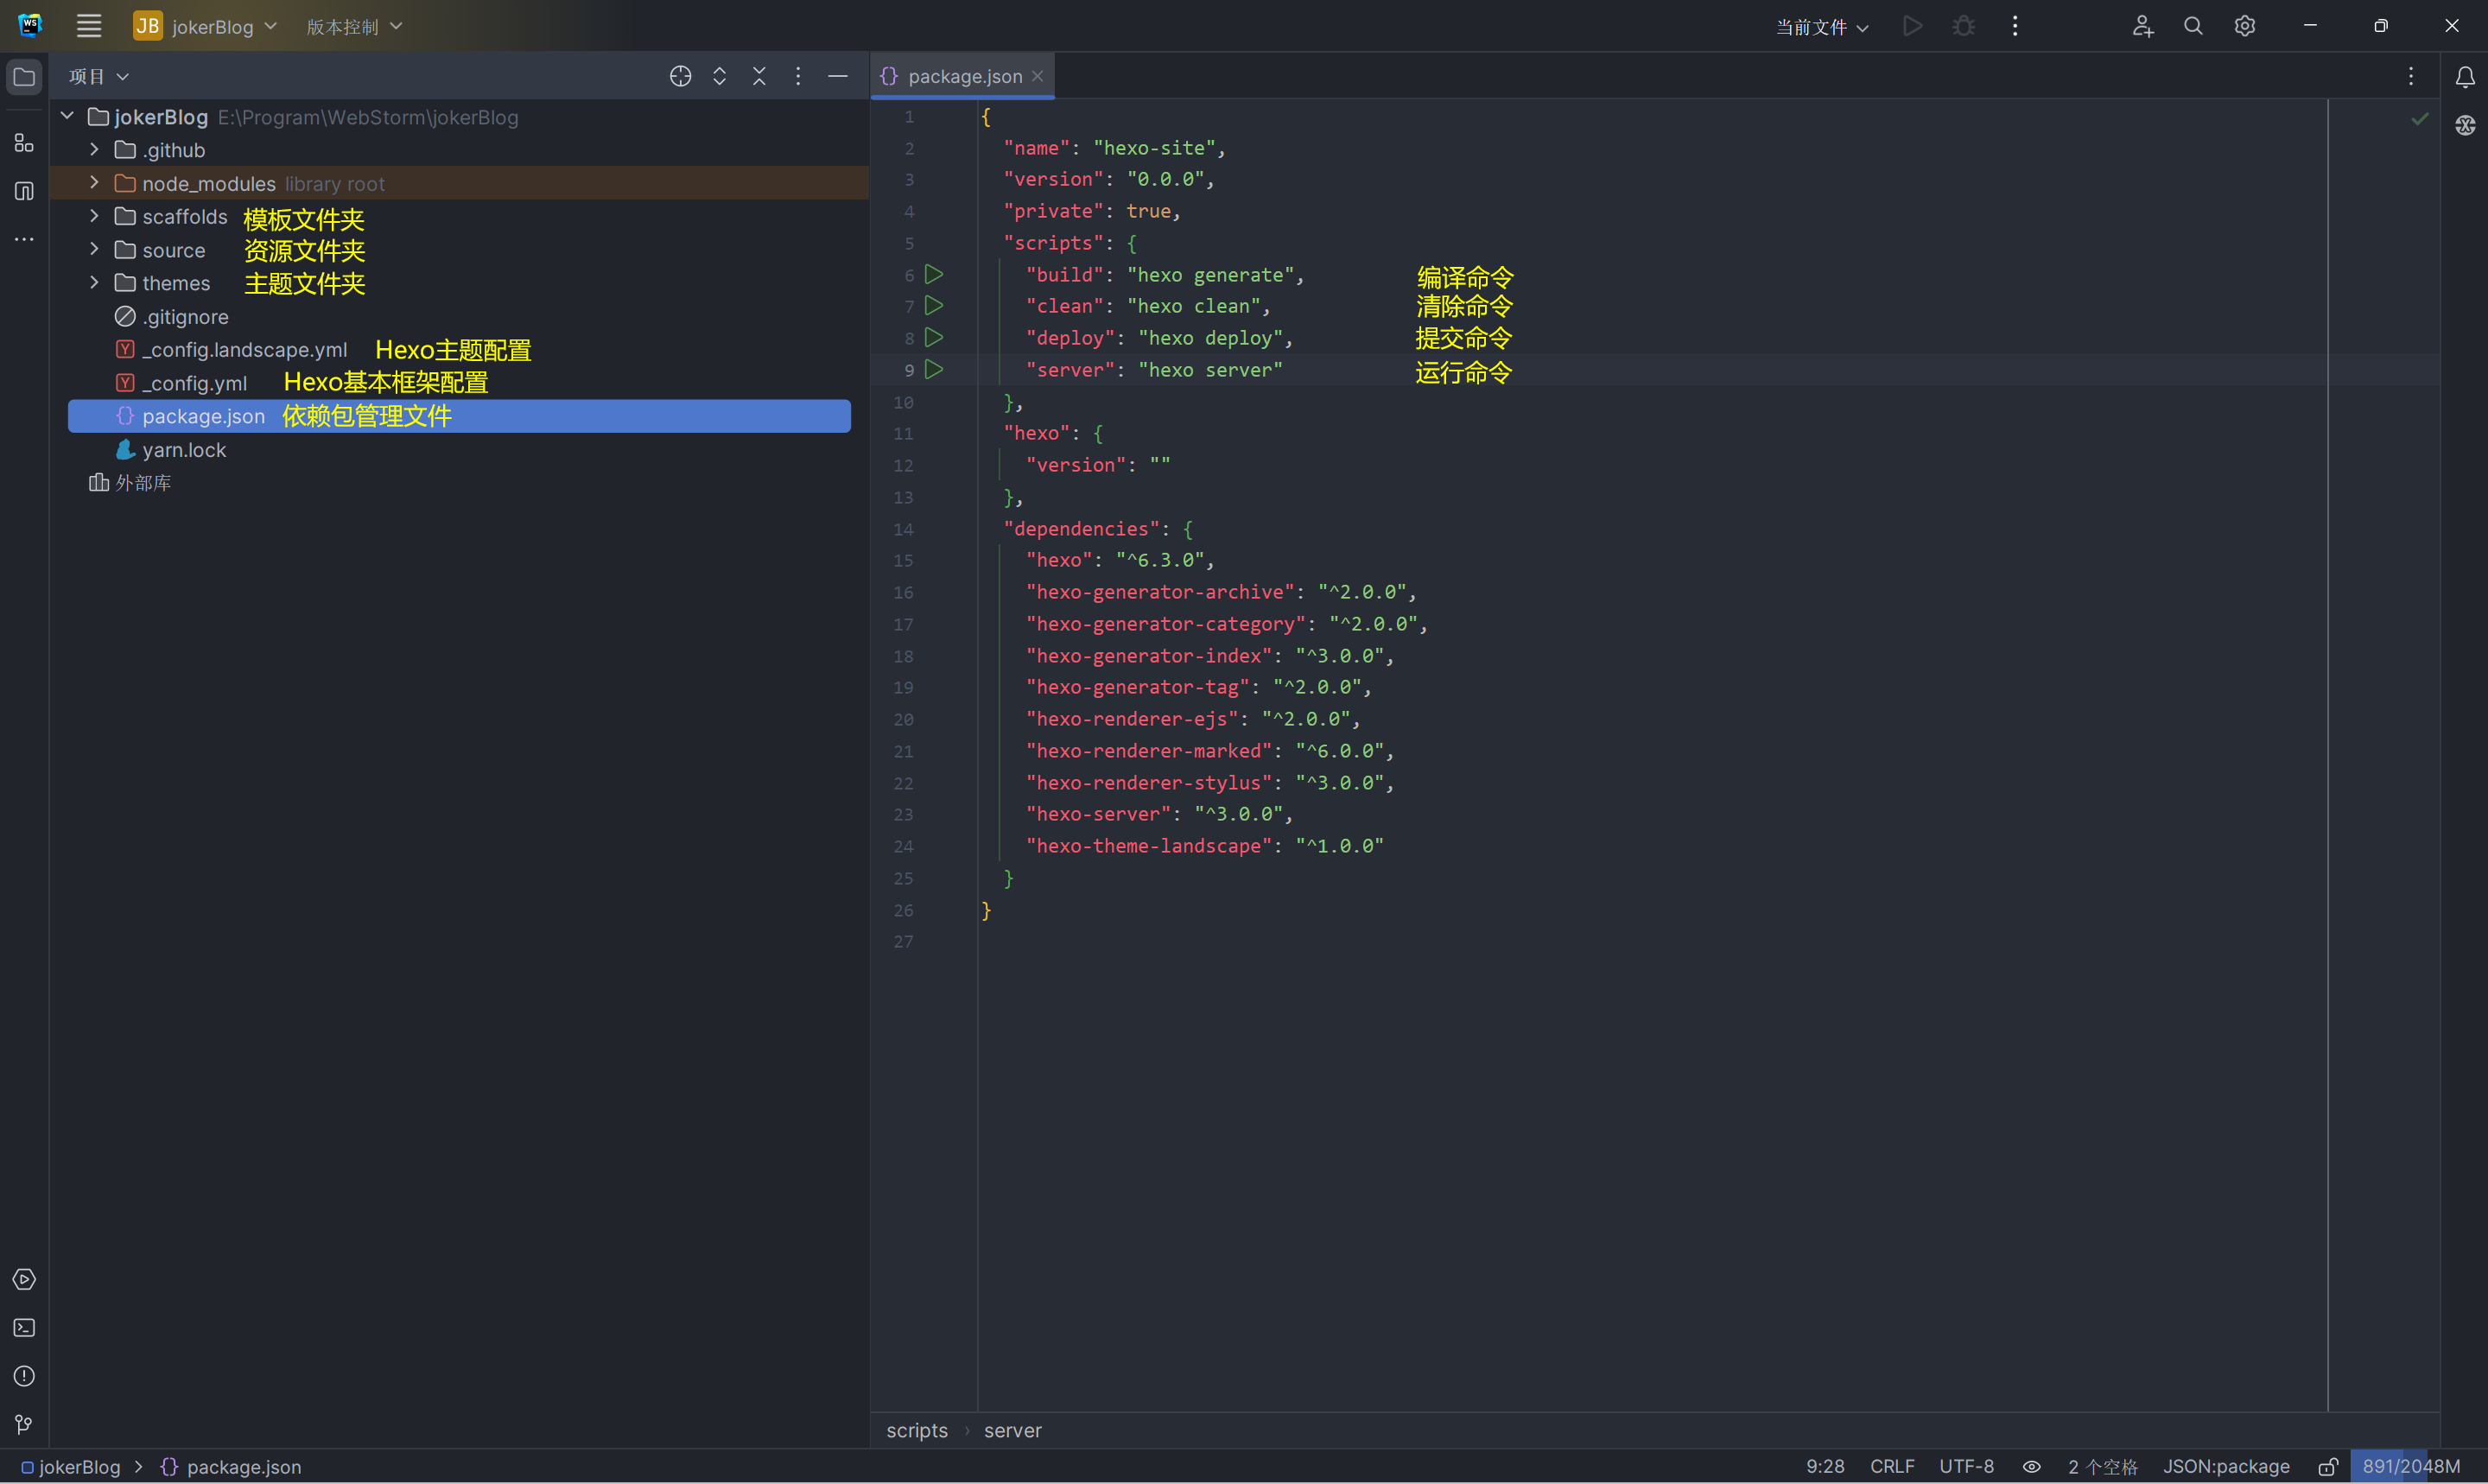 WS
JB jokerBlog 版本控制
当前文件
项目
package.json
jokerBlog E:\Program\WebStorm\jokerBlog
.github
node_modules library root
scaffolds 模板文件夹
source 资源文件夹
themes 主题文件夹
.gitignore
_config.landscape.yml Hexo主题配置
_config.yml Hexo基本框架配置
package.json 依赖包管理文件
yarn.lock
外部库
1 {
2 "name": "hexo-site",
3 "version": "0.0.0",
4 "private": true,
5 "scripts": {
6 "build": "hexo generate", 编译命令
7 "clean": "hexo clean", 清除命令
8 "deploy": "hexo deploy", 提交命令
9 "server": "hexo server" 运行命令
10 },
11 "hexo": {
12 "version": ""
13 },
14 "dependencies": {
15 "hexo": "^6.3.0",
16 "hexo-generator-archive": "^2.0.0",
17 "hexo-generator-category": "^2.0.0",
18 "hexo-generator-index": "^3.0.0",
19 "hexo-generator-tag": "^2.0.0",
20 "hexo-renderer-ejs": "^2.0.0",
21 "hexo-renderer-marked": "^6.0.0",
22 "hexo-renderer-stylus": "^3.0.0",
23 "hexo-server": "^3.0.0",
24 "hexo-theme-landscape": "^1.0.0"
25 }
26 }
27
scripts › server
jokerBlog > {} package.json
9:28 CRLF UTF-8 2 个空格 JSON:package 891/2048M